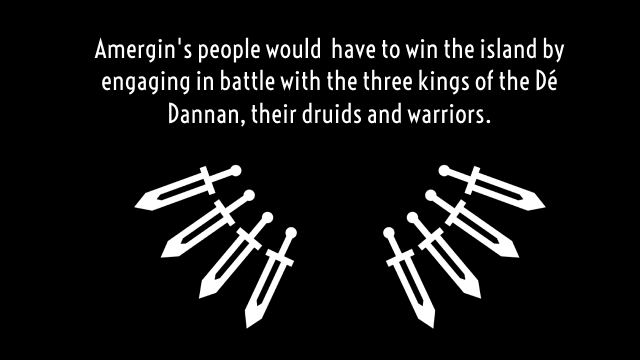 Amergin's people would  have to win the island by
engaging in battle with the three kings of the Dé
Dannan, their druids and warriors.